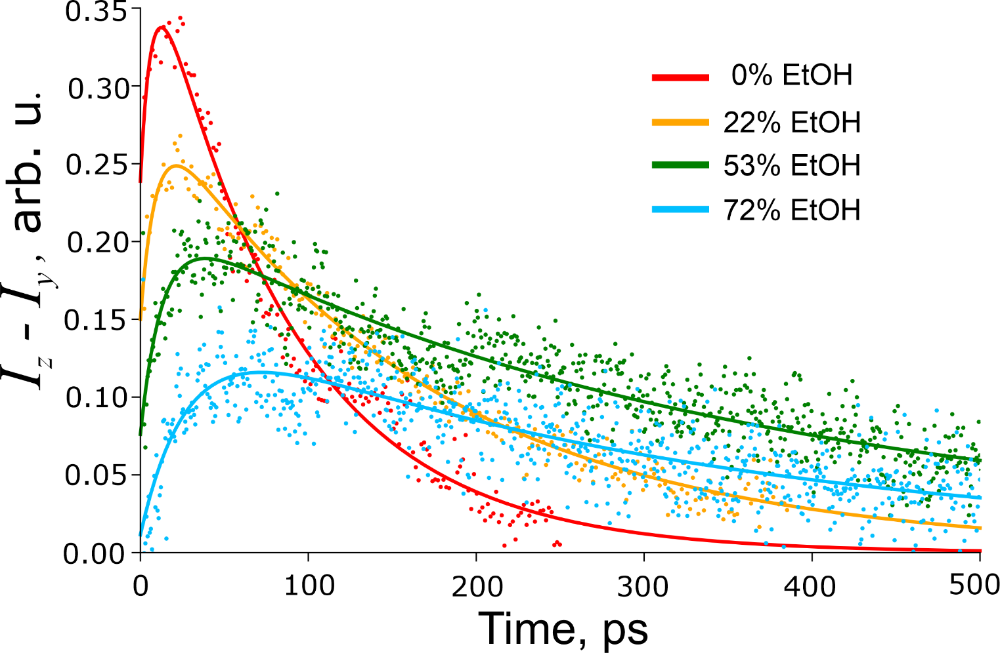 I_z - I_y, arb. u.
0.35
0.30
0.25
0.20
0.15
0.10
0.05
0.00
0 100 200 300 400 500
Time, ps
0% EtOH
22% EtOH
53% EtOH
72% EtOH